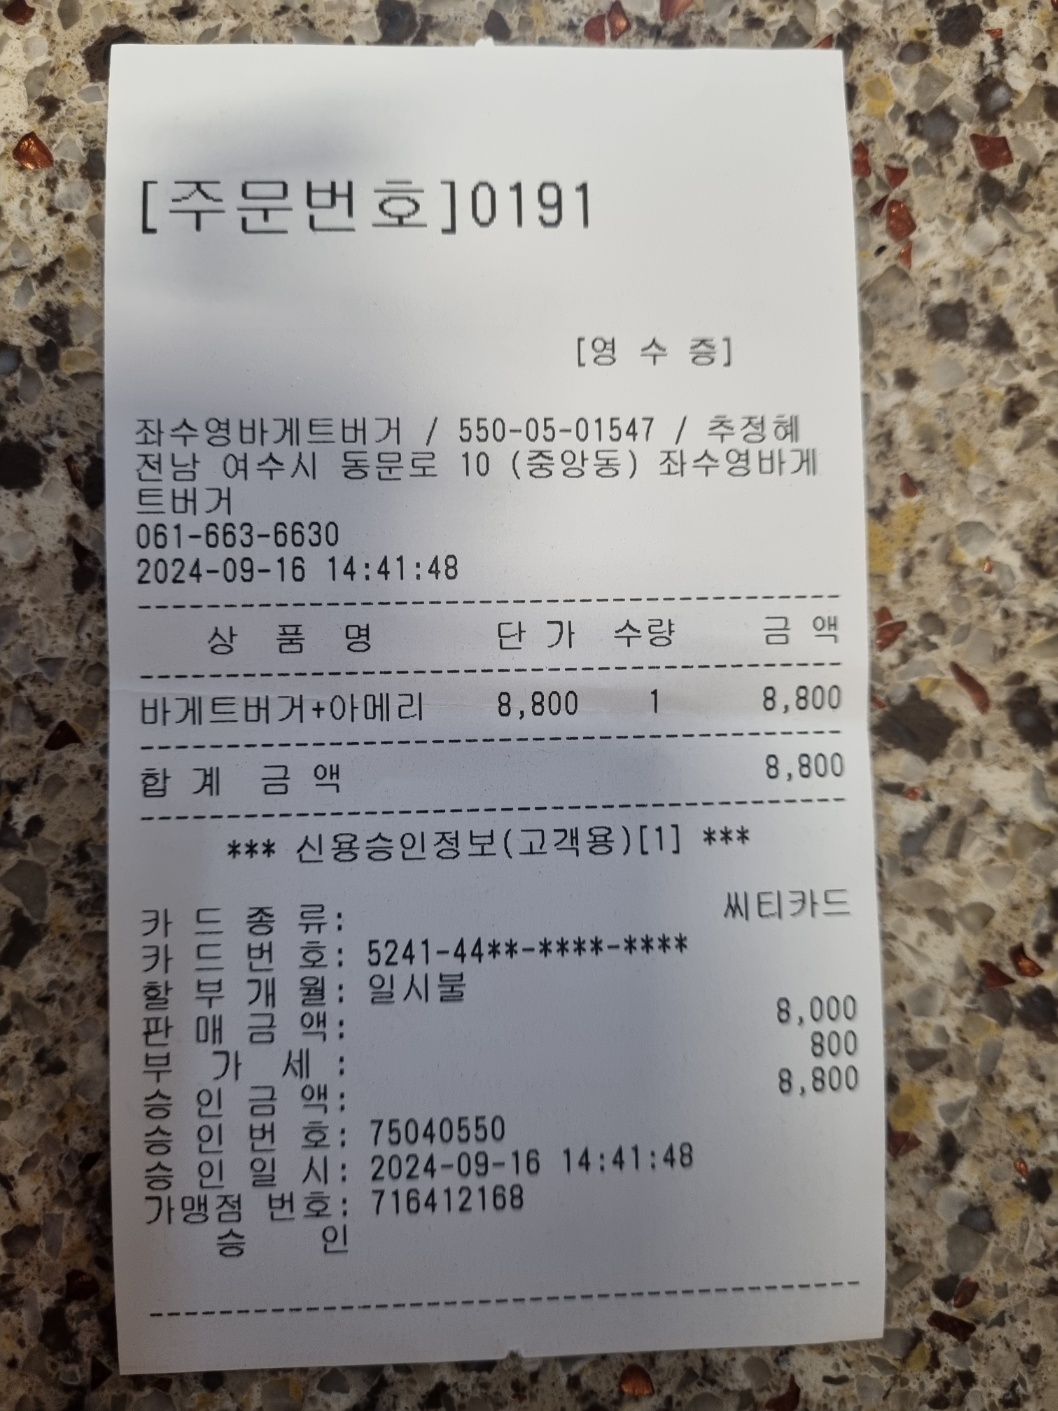 [주문번호]0191
[영 수 증]
좌수영바게트버거 / 550-05-01547 / 추정혜
전남 여수시 동문로 10 (중앙동) 좌수영바게
트버거
061-663-6630
2024-09-16 14:41:48
상 품 명 단 가 수량 금 액
바게트버거+아메리 8,800 1 8,800
합 계 금 액 8,800
*** 신용승인정보(고객용)[1] ***
카 드 종 류: 씨티카드
카 드 번 호: 5241-44**-****-****
할 부 개 월: 일시불
판 매 금 액: 8,000
부 가 세 : 800
승 인 금 액: 8,800
승 인 번 호: 75040550
승 인 일 시: 2024-09-16 14:41:48
가맹점 번호: 716412168
승 인